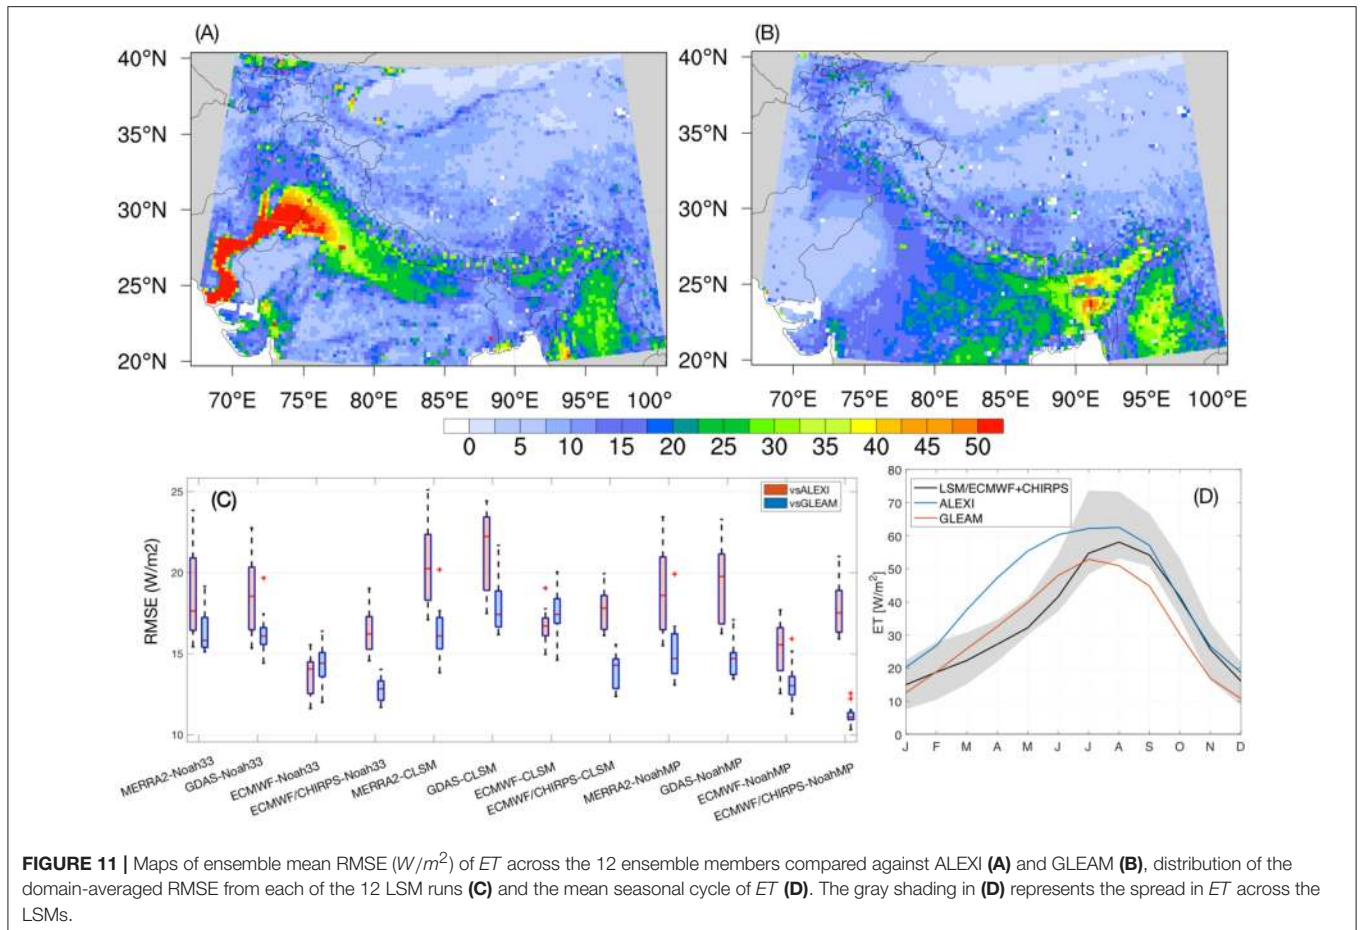 (A)
(B)
40°N
35°N
30°N
25°N
20°N
70°E 75°E 80°E 85°E 90°E 95°E 100°
40°N
35°N
30°N
25°N
20°N
70°E 75°E 80°E 85°E 90°E 95°E 100°E
0 5 10 15 20 25 30 35 40 45 50
(C)
vsALEXI
vsGLEAM
RMSE (W/m2)
25
20
15
10
MERRA2-Noah33
GDAS-Noah33
ECMWF-Noah33
ECMWF/CHIRPS-Noah33
MERRA2-CLSM
GDAS-CLSM
ECMWF-CLSM
ECMWF/CHIRPS-CLSM
MERRA2-NoahMP
GDAS-NoahMP
ECMWF-NoahMP
ECMWF/CHIRPS-NoahMP
(D)
LSM/ECMWF+CHIRPS
ALEXI
GLEAM
ET [W/m²]
80
70
60
50
40
30
20
10
0
J F M A M J J A S O N D
FIGURE 11 | Maps of ensemble mean RMSE (W/m²) of ET across the 12 ensemble members compared against ALEXI (A) and GLEAM (B), distribution of the
domain-averaged RMSE from each of the 12 LSM runs (C) and the mean seasonal cycle of ET (D). The gray shading in (D) represents the spread in ET across the
LSMs.